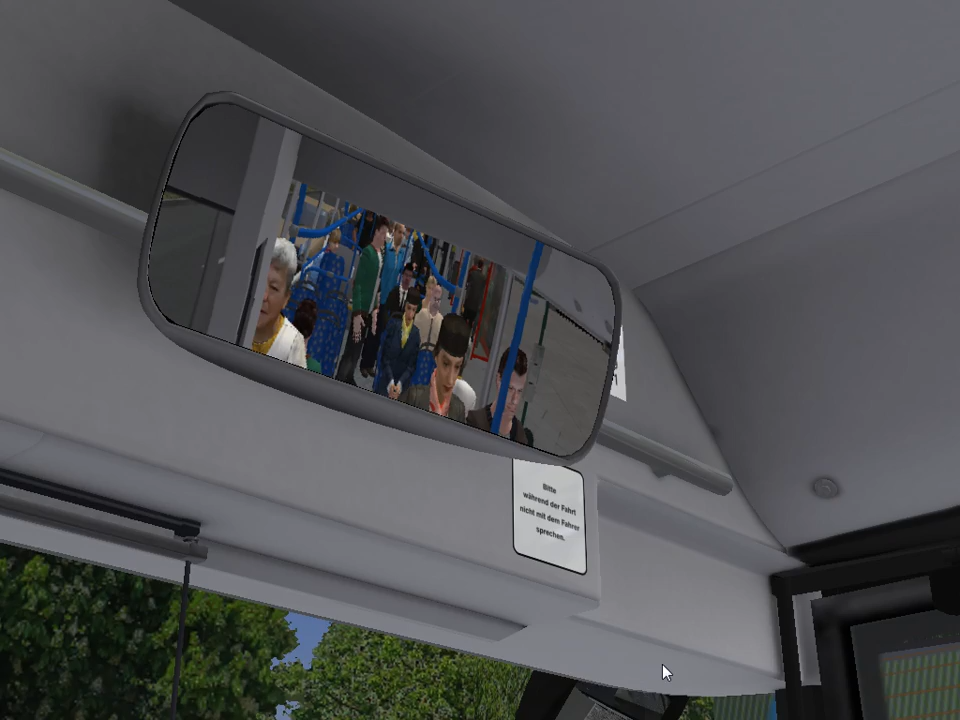 Bitte
während der Fahrt
nicht mit dem Fahrer
sprechen.